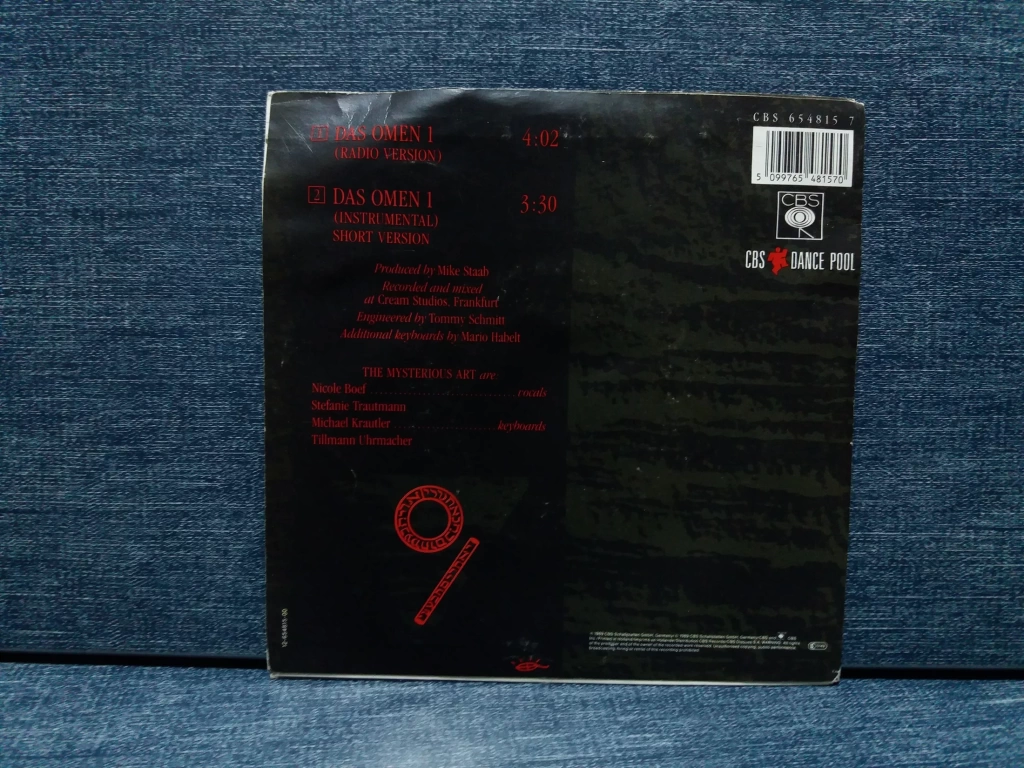 1 DAS OMEN 1 4:02
(RADIO VERSION)
2 DAS OMEN 1 3:30
(INSTRUMENTAL)
SHORT VERSION
Produced by Mike Staab
Recorded and mixed
at Cream Studios, Frankfurt
Engineered by Tommy Schmitt
Additional keyboards by Mario Habelt
THE MYSTERIOUS ART are
Nicole Boef vocals
Stefanie Trautmann
Michael Krautler keyboards
Tillmann Uhrmacher
CBS 654815 7
5 099765 481570
CBS
CBS DANCE POOL
12-654815-00